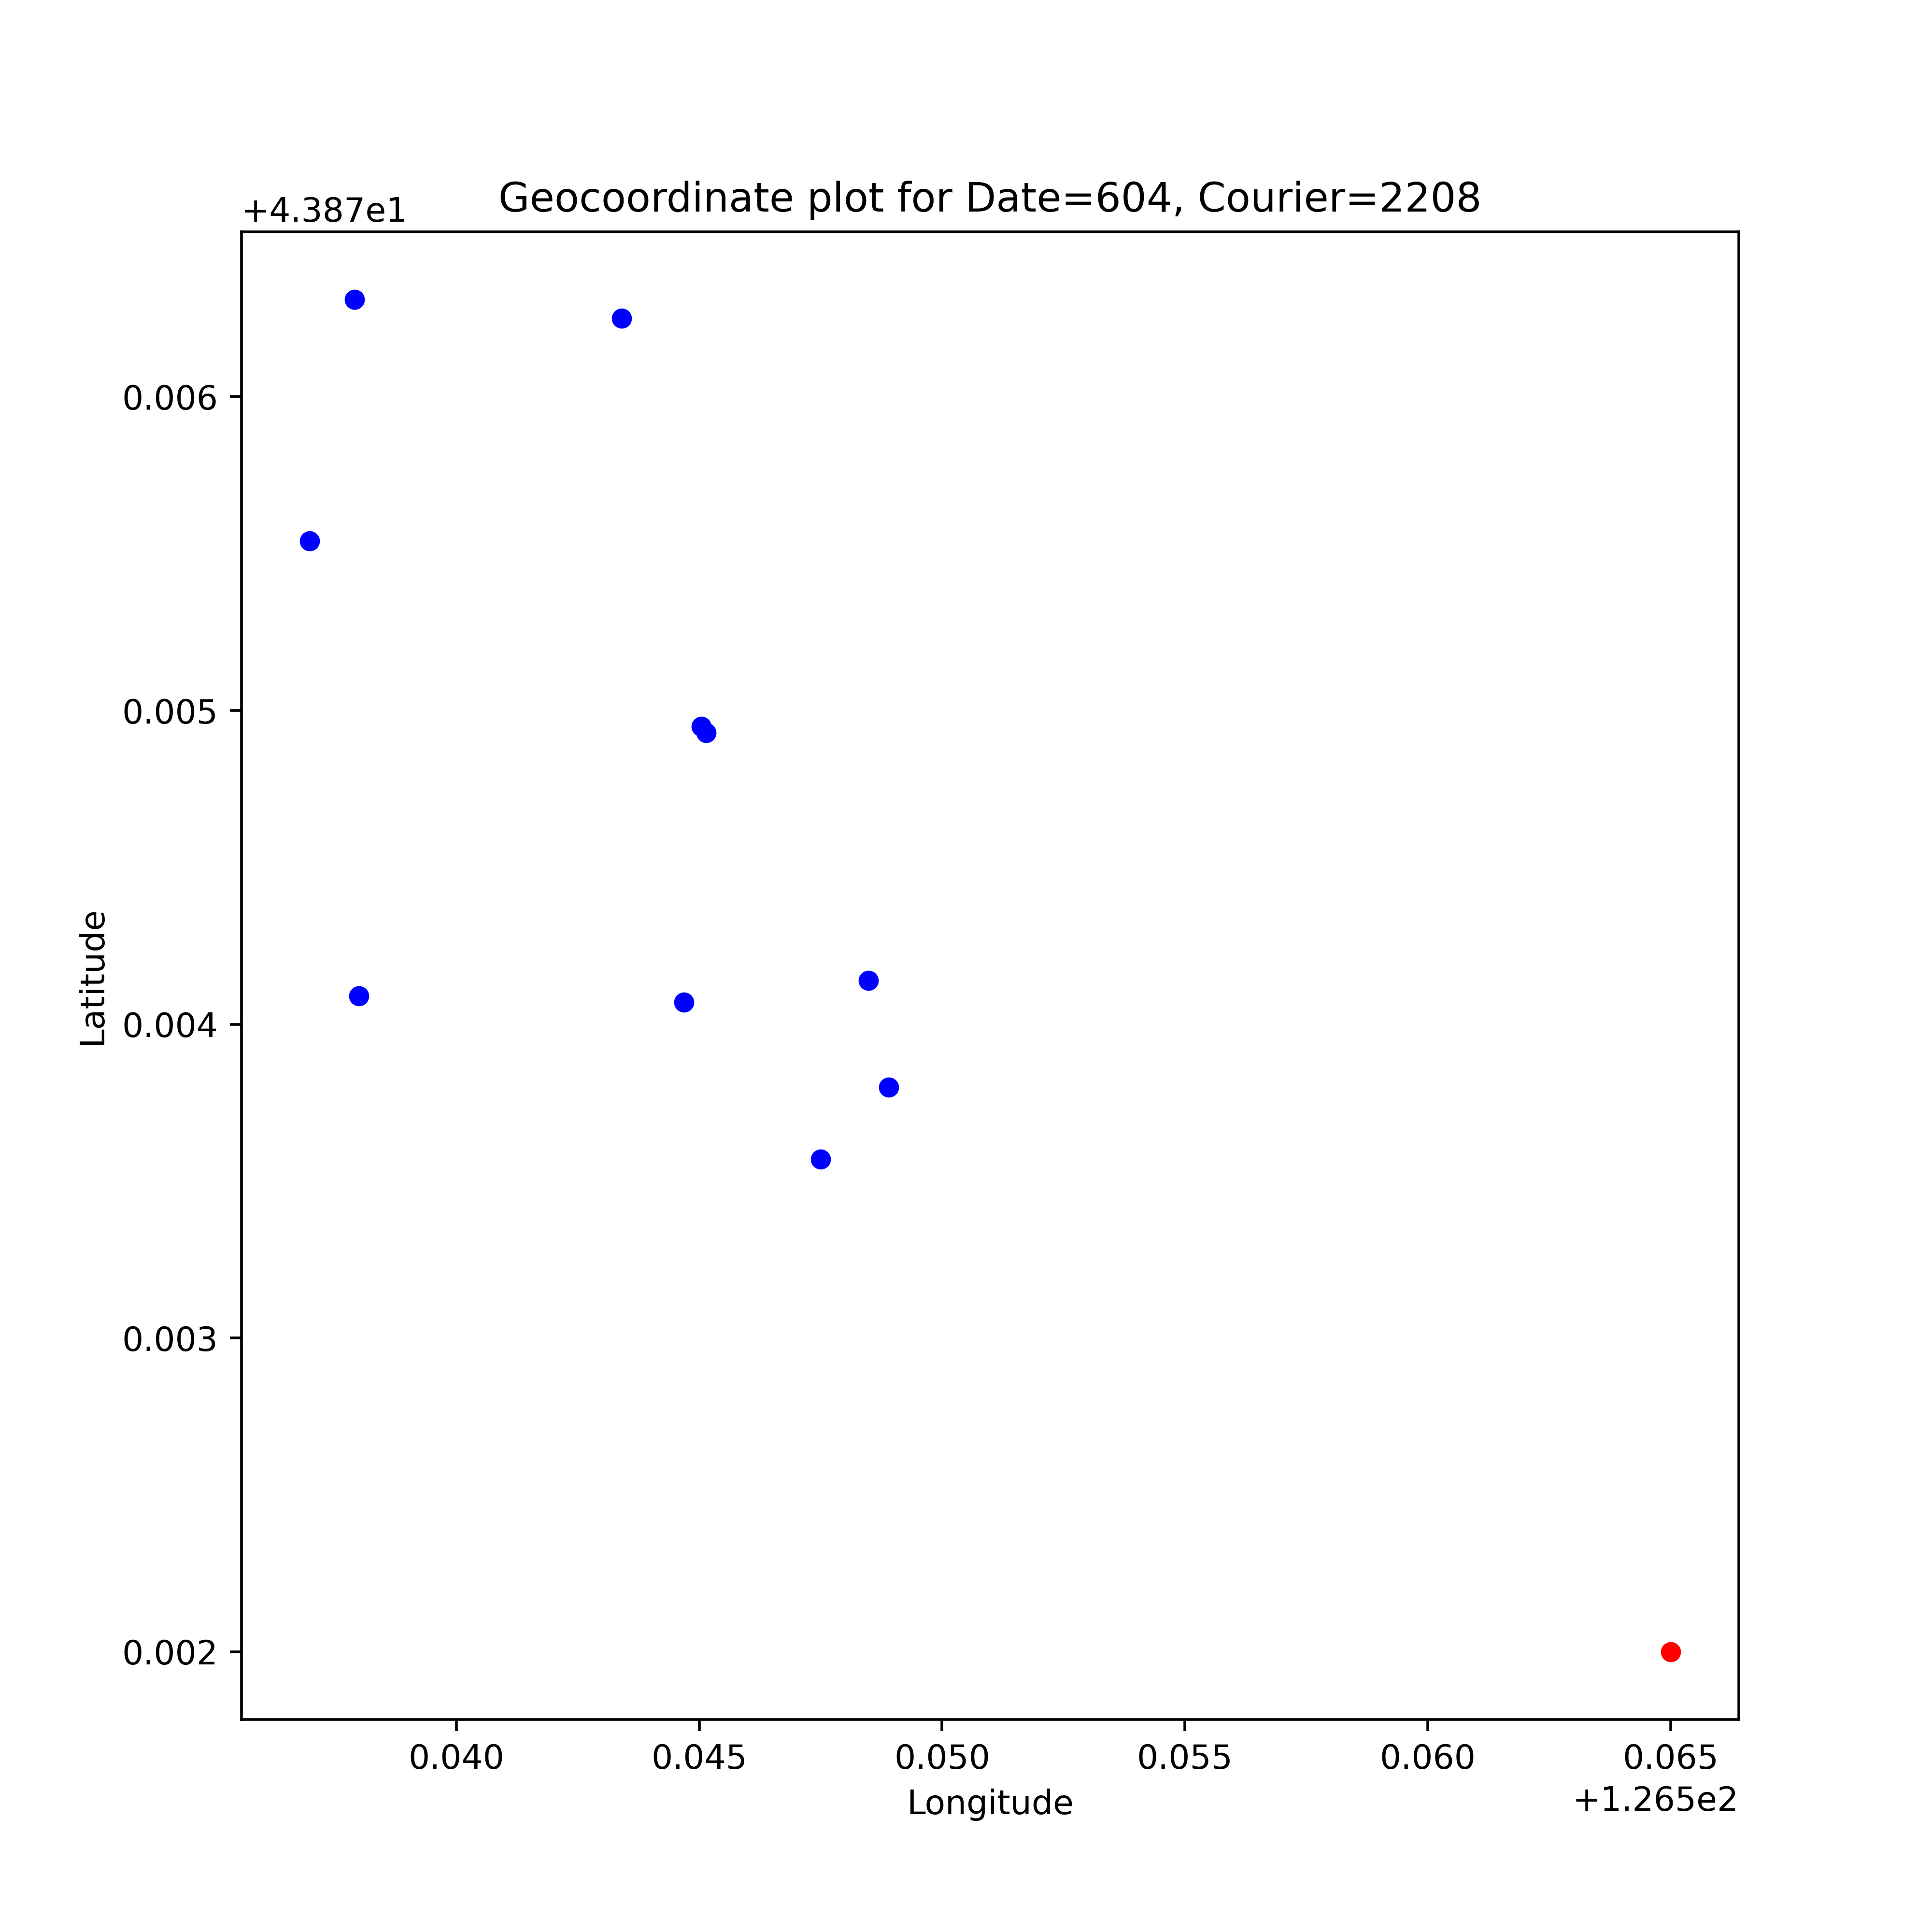 Geocoordinate plot for Date=604, Courier=2208
+4.387e1
0.006
0.005
0.004
0.003
0.002
Latitude
0.040 0.045 0.050 0.055 0.060 0.065
Longitude
+1.265e2